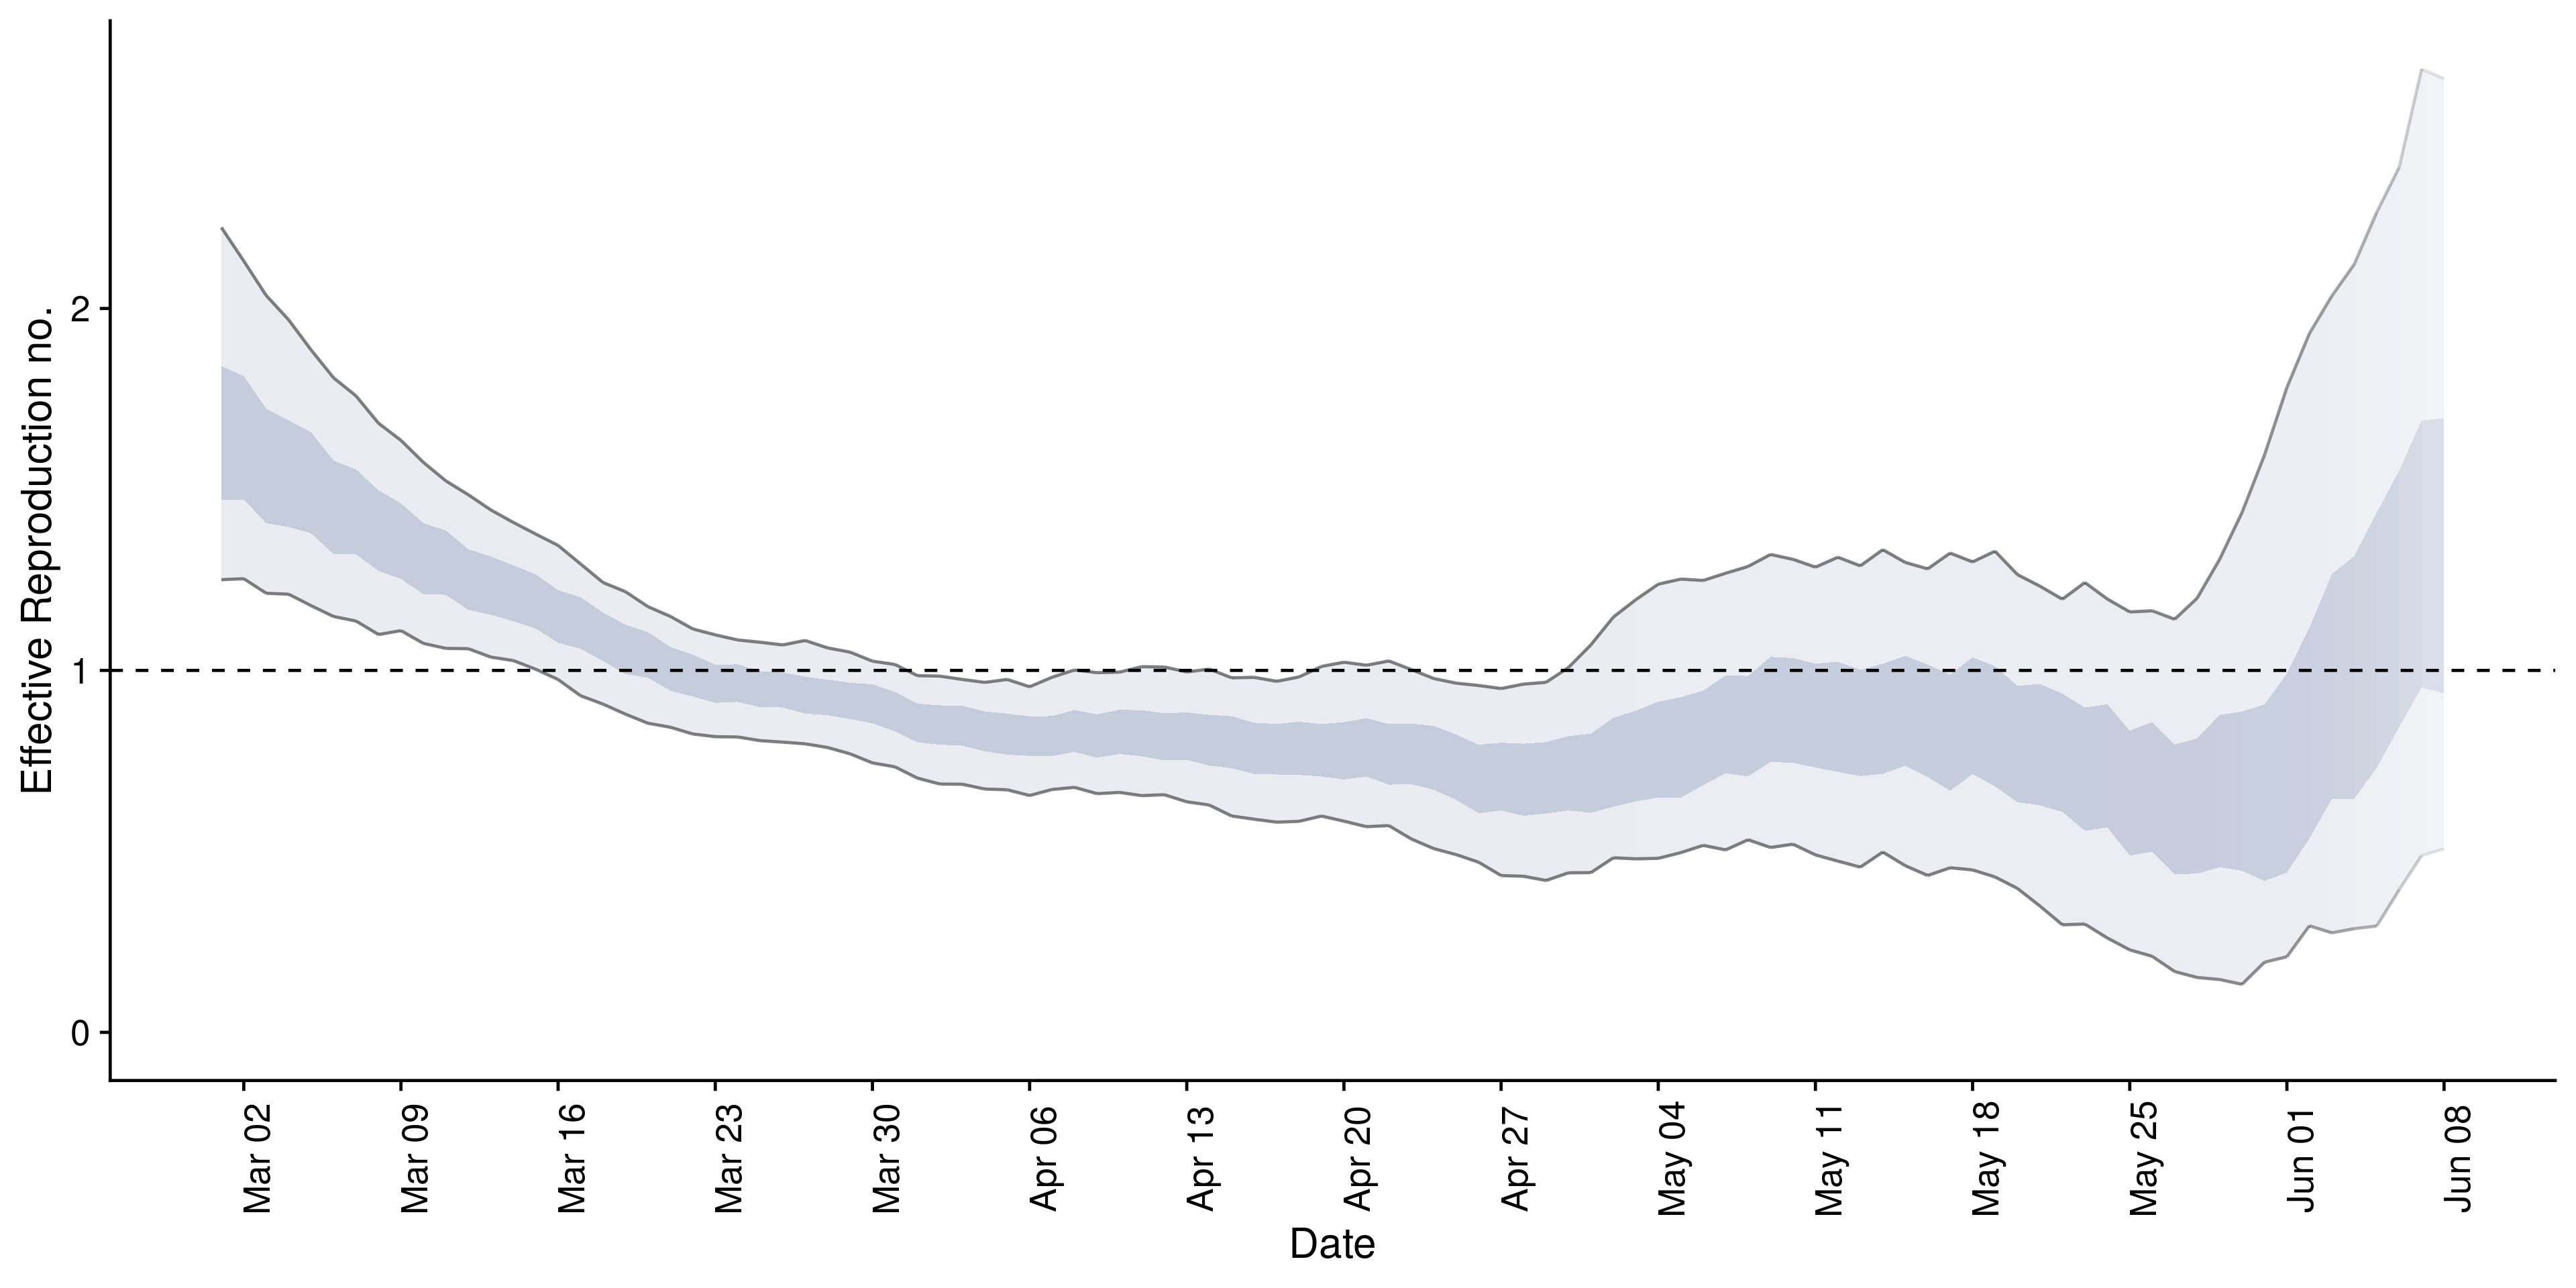 Effective Reproduction no.
2
1
0
Mar 02
Mar 09
Mar 16
Mar 23
Mar 30
Apr 06
Apr 13
Apr 20
Apr 27
May 04
May 11
May 18
May 25
Jun 01
Jun 08
Date